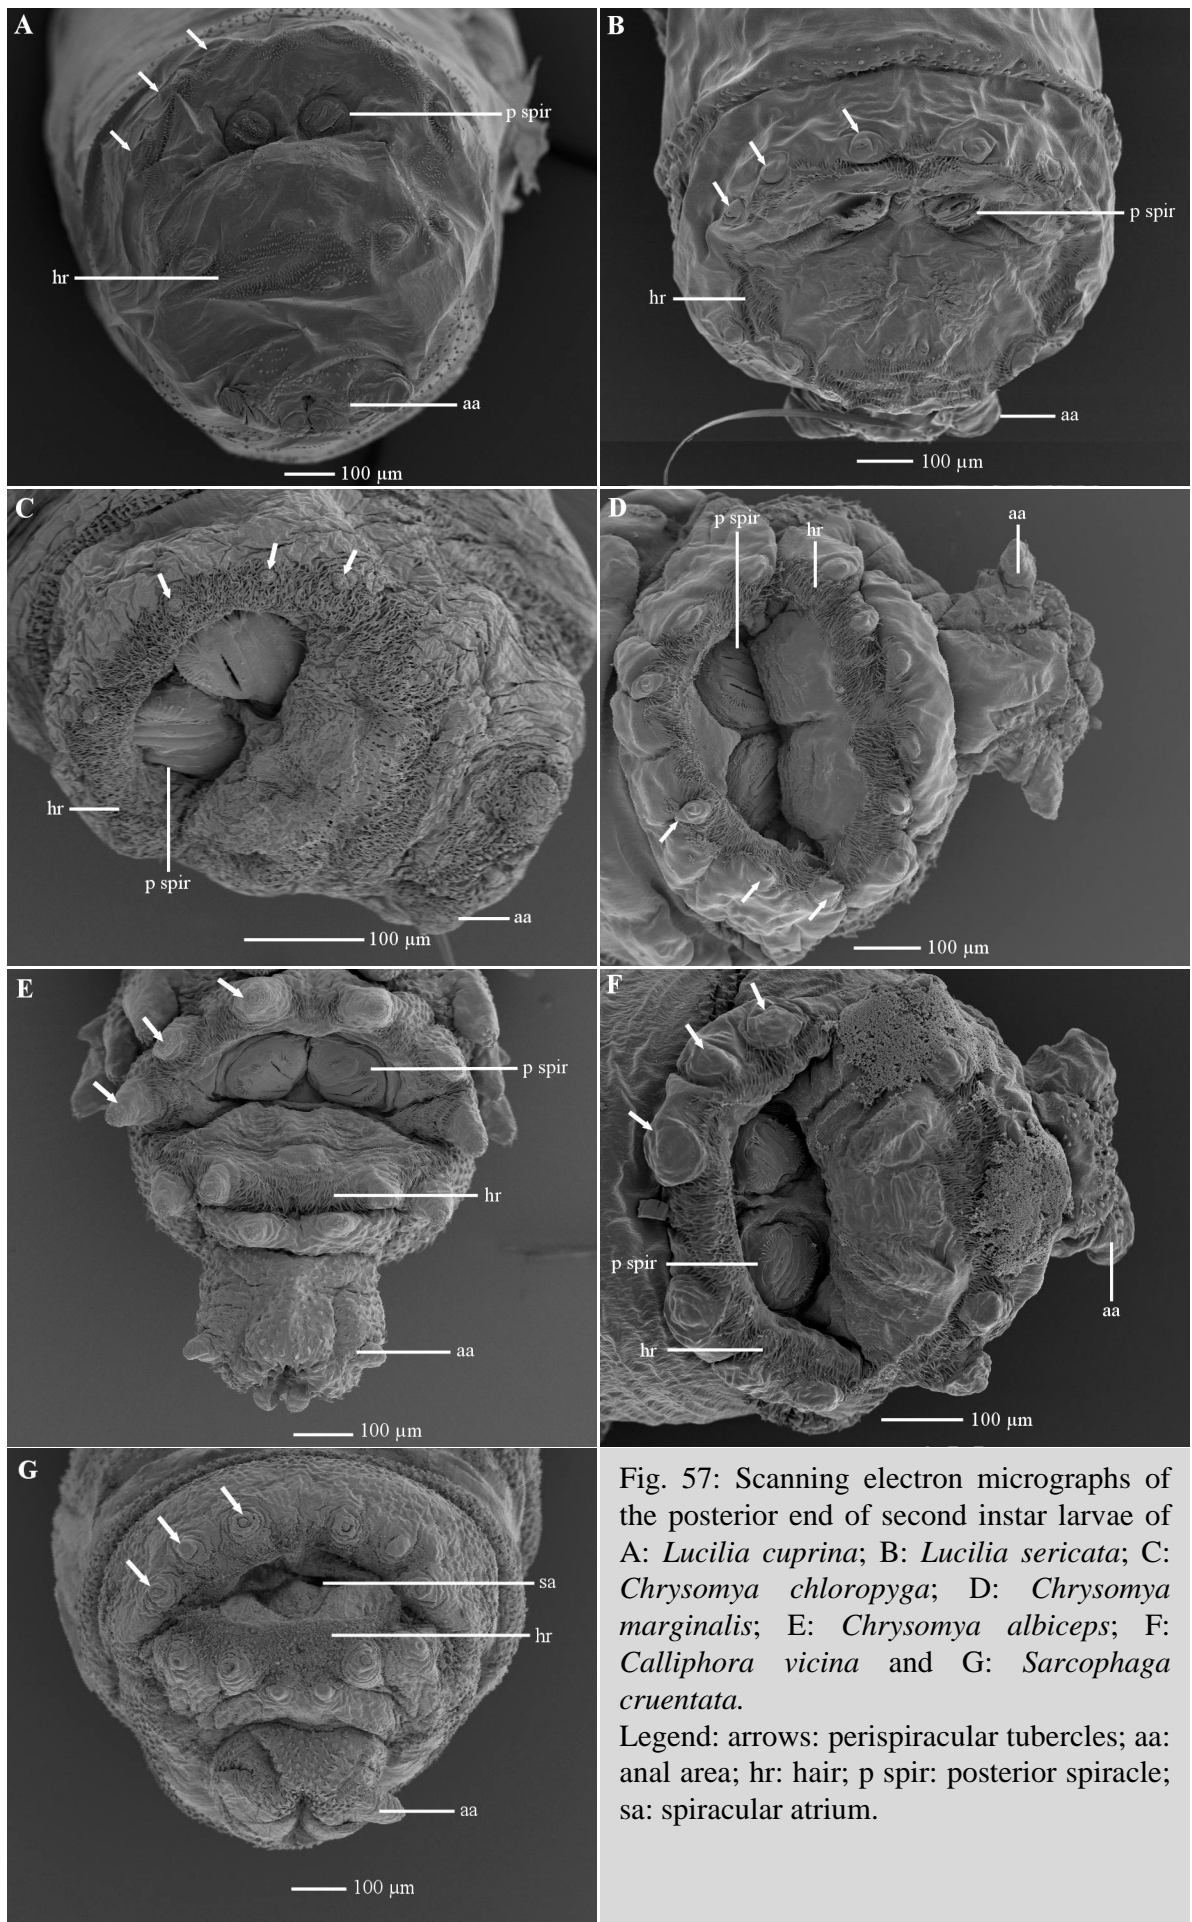 A
p spir
hr
aa
100 µm
B
p spir
hr
aa
100 µm
C
hr
p spir
aa
100 µm
D
p spir
hr
aa
100 µm
E
p spir
hr
aa
100 µm
F
p spir
hr
aa
100 µm
G
sa
hr
aa
100 µm
Fig. 57: Scanning electron micrographs of
the posterior end of second instar larvae of
A: Lucilia cuprina; B: Lucilia sericata; C:
Chrysomya chloropyga; D: Chrysomya
marginalis; E: Chrysomya albiceps; F:
Calliphora vicina and G: Sarcophaga
cruentata.
Legend: arrows: perispiracular tubercles; aa:
anal area; hr: hair; p spir: posterior spiracle;
sa: spiracular atrium.